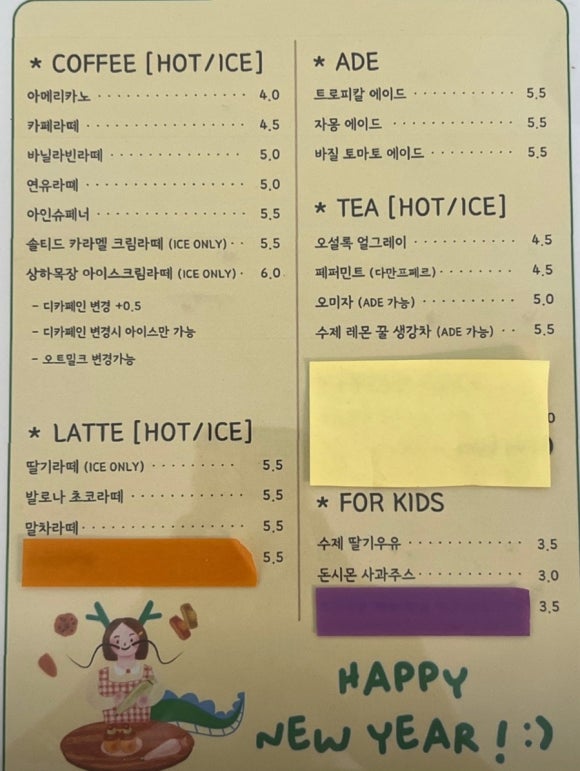 * COFFEE [HOT/ICE]
아메리카노 4.0
카페라떼 4.5
바닐라빈라떼 5.0
연유라떼 5.0
아인슈페너 5.5
솔티드 카라멜 크림라떼 (ICE ONLY) 5.5
상하목장 아이스크림라떼 (ICE ONLY) 6.0
- 디카페인 변경 +0.5
- 디카페인 변경시 아이스만 가능
- 오트밀크 변경가능
* LATTE [HOT/ICE]
딸기라떼 (ICE ONLY) 5.5
발로나 초코라떼 5.5
말차라떼 5.5
5.5
* ADE
트로피칼 에이드 5.5
자몽 에이드 5.5
바질 토마토 에이드 5.5
* TEA [HOT/ICE]
오설록 얼그레이 4.5
페퍼민트 (다만프레르) 4.5
오미자 (ADE 가능) 5.0
수제 레몬 꿀 생강차 (ADE 가능) 5.5
* FOR KIDS
수제 딸기우유 3.5
돈시몬 사과주스 3.0
3.5
HAPPY
NEW YEAR ! :)